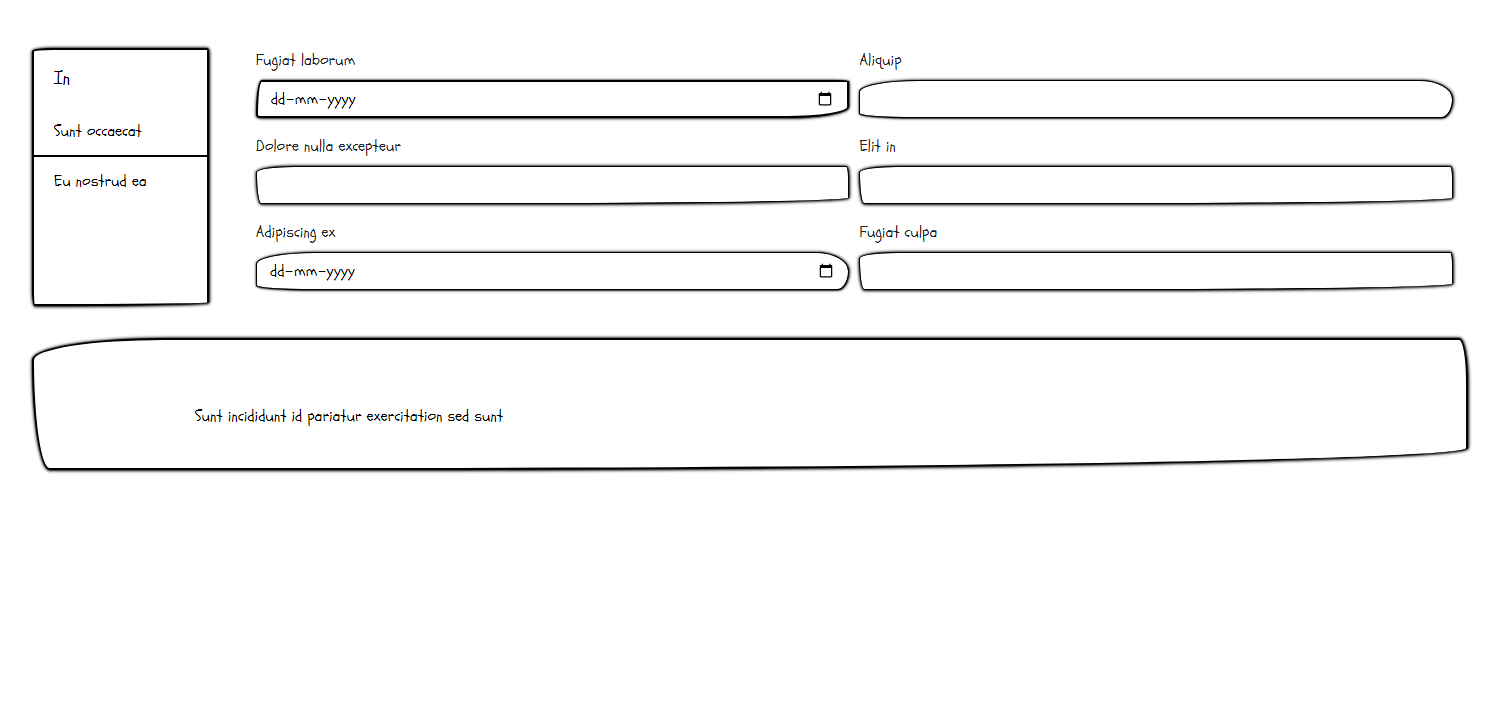 In
Sunt occaecat
Eu nostrud ea
Fugiat laborum
dd-mm-yyyy
Aliquip
Dolore nulla excepteur
Elit in
Adipiscing ex
dd-mm-yyyy
Fugiat culpa
Sunt incididunt id pariatur exercitation sed sunt